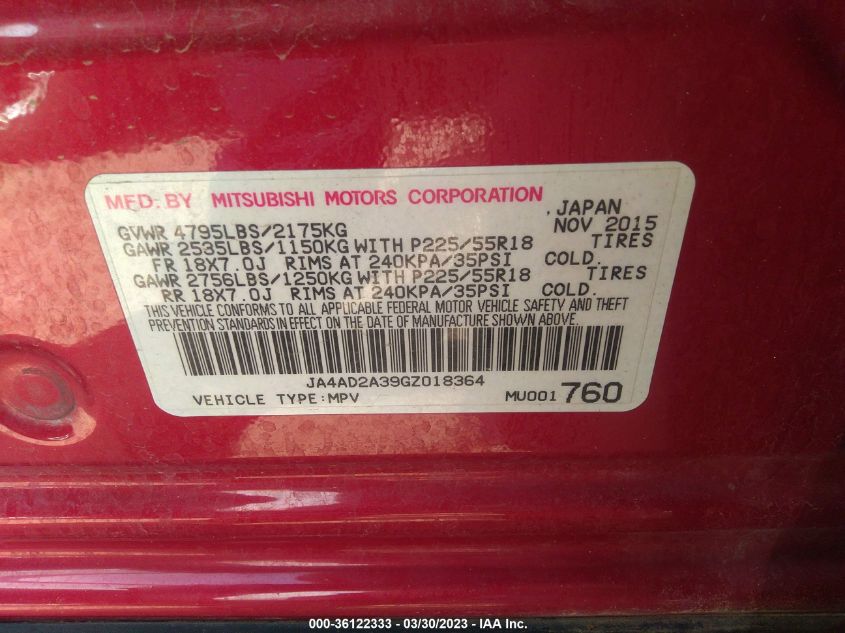 MFD. BY MITSUBISHI MOTORS CORPORATION
, JAPAN
GVWR 4795LBS/2175KG NOV 2015
GAWR 2535LBS/1150KG WITH P225/55R18 TIRES
FR 18X7.0J RIMS AT 240KPA/35PSI COLD.
GAWR 2756LBS/1250KG WITH P225/55R18 TIRES
RR 18X7.0J RIMS AT 240KPA/35PSI COLD.
THIS VEHICLE CONFORMS TO ALL APPLICABLE FEDERAL MOTOR VEHICLE SAFETY AND THEFT
PREVENTION STANDARDS IN EFFECT ON THE DATE OF MANUFACTURE SHOWN ABOVE.
JA4AD2A39GZ018364
VEHICLE TYPE:MPV MU001760
000-36122333 - 03/30/2023 - © IAA Inc.